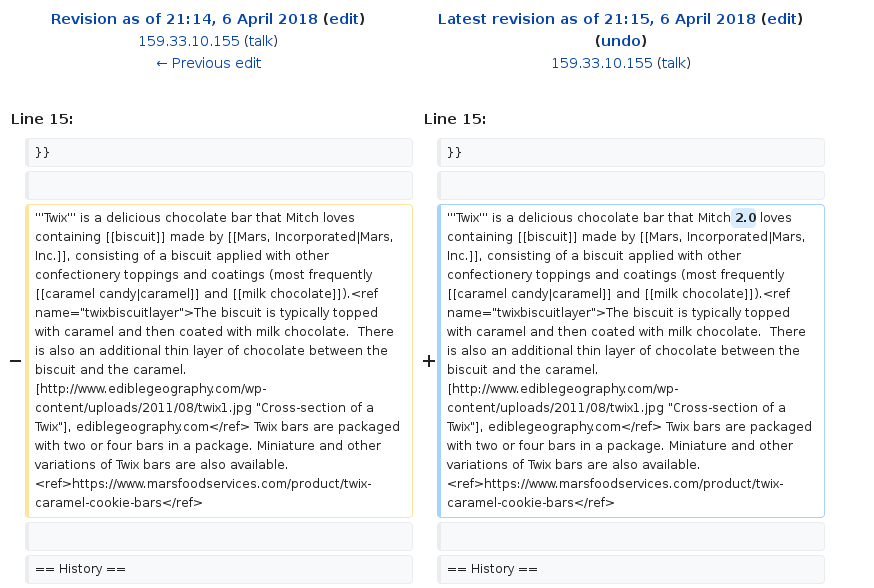 Revision as of 21:14, 6 April 2018 (edit)
159.33.10.155 (talk)
← Previous edit
Latest revision as of 21:15, 6 April 2018 (edit)
(undo)
159.33.10.155 (talk)
Line 15:
}}
− '''Twix''' is a delicious chocolate bar that Mitch loves
containing [[biscuit]] made by [[Mars, Incorporated|Mars,
Inc.]], consisting of a biscuit applied with other
confectionery toppings and coatings (most frequently
[[caramel candy|caramel]] and [[milk chocolate]]).<ref
name="twixbiscuitlayer">The biscuit is typically topped
with caramel and then coated with milk chocolate.  There
is also an additional thin layer of chocolate between the
biscuit and the caramel.
[http://www.ediblegeography.com/wp-
content/uploads/2011/08/twix1.jpg "Cross-section of a
Twix"], ediblegeography.com</ref> Twix bars are packaged
with two or four bars in a package. Miniature and other
variations of Twix bars are also available.
<ref>https://www.marsfoodservices.com/product/twix-
caramel-cookie-bars</ref>
== History ==
Line 15:
}}
+ '''Twix''' is a delicious chocolate bar that Mitch 2.0 loves
containing [[biscuit]] made by [[Mars, Incorporated|Mars,
Inc.]], consisting of a biscuit applied with other
confectionery toppings and coatings (most frequently
[[caramel candy|caramel]] and [[milk chocolate]]).<ref
name="twixbiscuitlayer">The biscuit is typically topped
with caramel and then coated with milk chocolate.  There
is also an additional thin layer of chocolate between the
biscuit and the caramel.
[http://www.ediblegeography.com/wp-
content/uploads/2011/08/twix1.jpg "Cross-section of a
Twix"], ediblegeography.com</ref> Twix bars are packaged
with two or four bars in a package. Miniature and other
variations of Twix bars are also available.
<ref>https://www.marsfoodservices.com/product/twix-
caramel-cookie-bars</ref>
== History ==